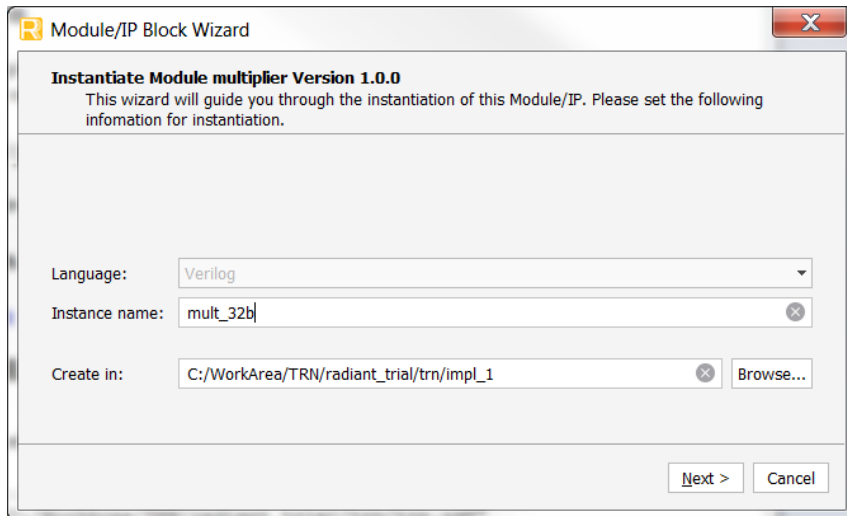 R Module/IP Block Wizard
Instantiate Module multiplier Version 1.0.0
This wizard will guide you through the instantiation of this Module/IP. Please set the following
infomation for instantiation.
Language: Verilog
Instance name: mult_32b
Create in: C:/WorkArea/TRN/radiant_trial/trn/impl_1 Browse...
Next > Cancel